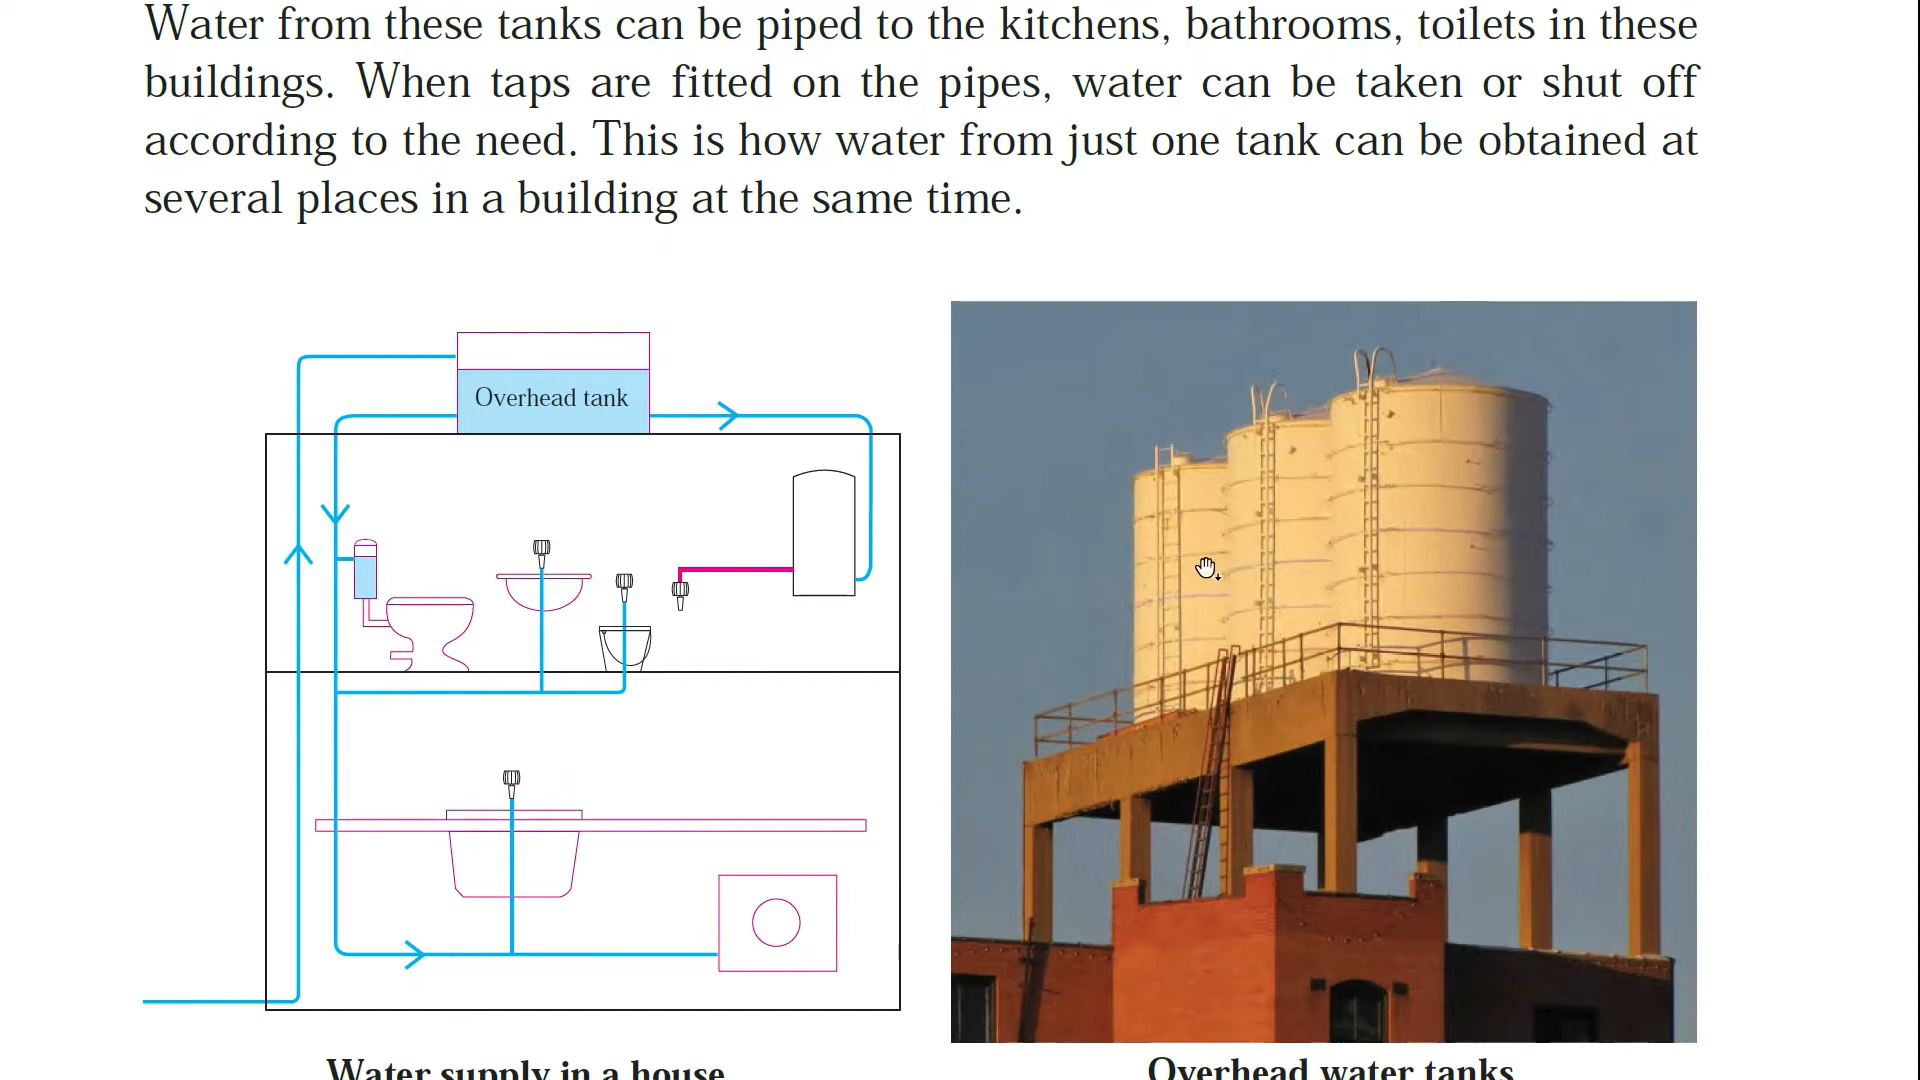 Water from these tanks can be piped to the kitchens, bathrooms, toilets in these
buildings. When taps are fitted on the pipes, water can be taken or shut off
according to the need. This is how water from just one tank can be obtained at
several places in a building at the same time.
Overhead tank
Water supply in a house
Overhead water tanks